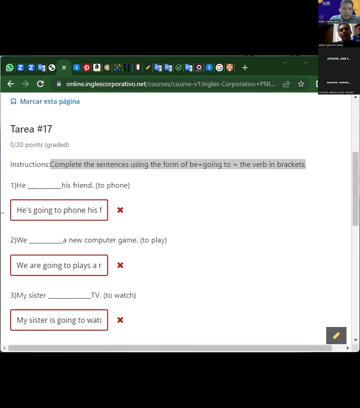 online.inglescorporativo.net/courses/course-v1:Ingles-Corporativo+PNI...
Marcar esta página
Tarea #17
0/20 points (graded)
Instructions:Complete the sentences using the form of be+going to + the verb in brackets.
1)He __________his friend. (to phone)
He's going to phone his f
2)We __________a new computer game. (to play)
We are going to plays a r
3)My sister _____________TV. (to watch)
My sister is going to watc